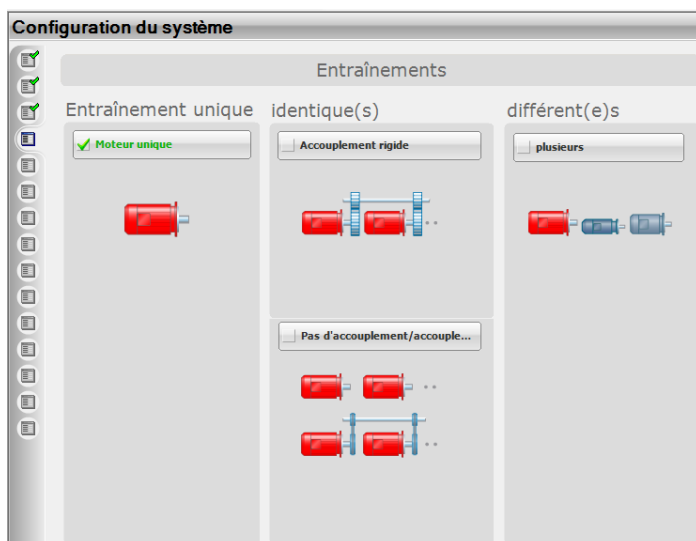 Configuration du système
Entraînements
Entraînement unique
identique(s)
différent(e)s
Moteur unique
Accouplement rigide
plusieurs
Pas d'accouplement/accouple...